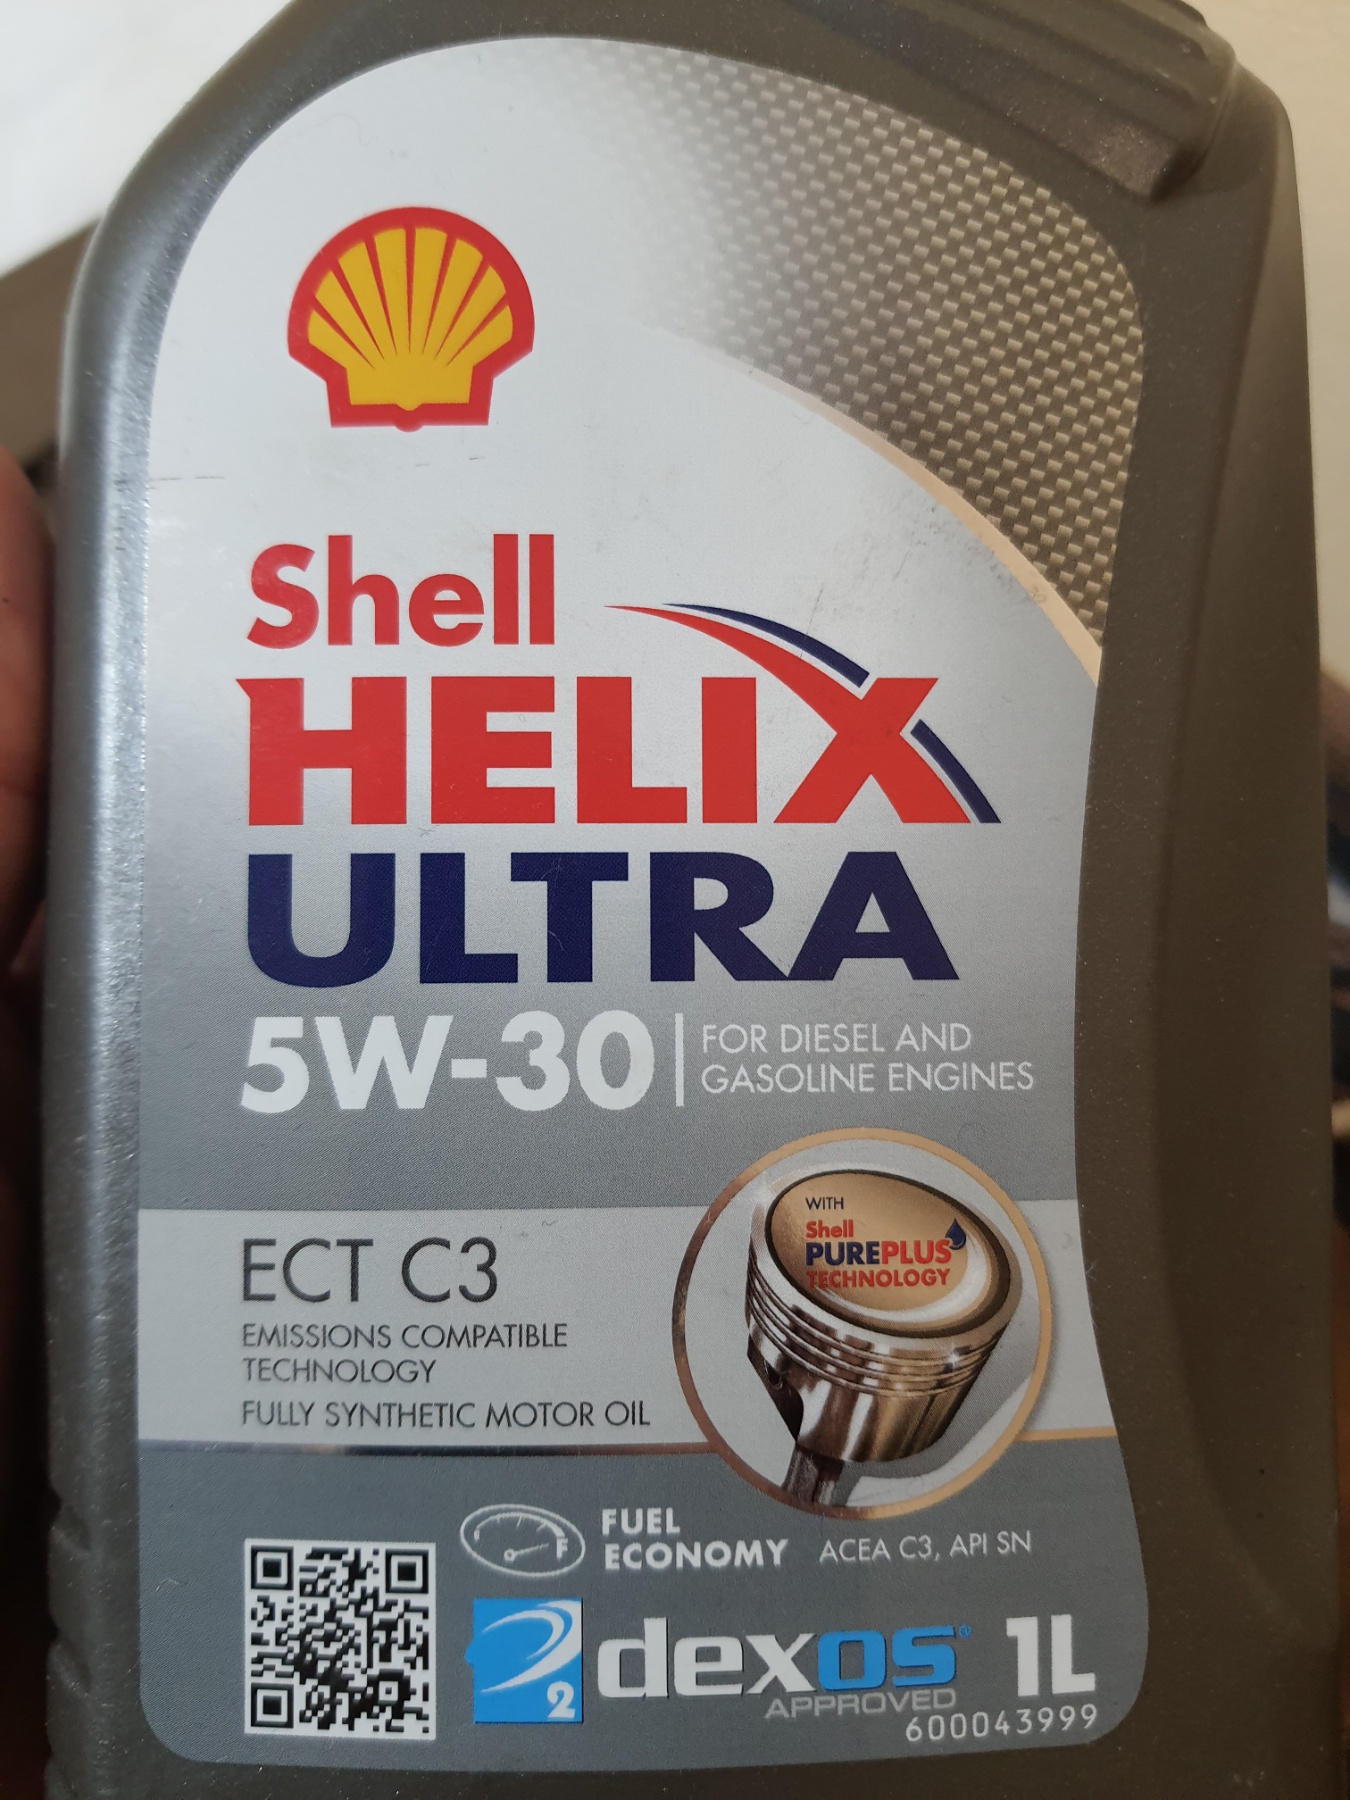 Shell
HELIX
ULTRA
5W-30
FOR DIESEL AND
GASOLINE ENGINES
WITH
Shell
PUREPLUS
TECHNOLOGY
ECT C3
EMISSIONS COMPATIBLE
TECHNOLOGY
FULLY SYNTHETIC MOTOR OIL
F
FUEL
ECONOMY
ACEA C3, API SN
2
dexos®
APPROVED
1L
600043999